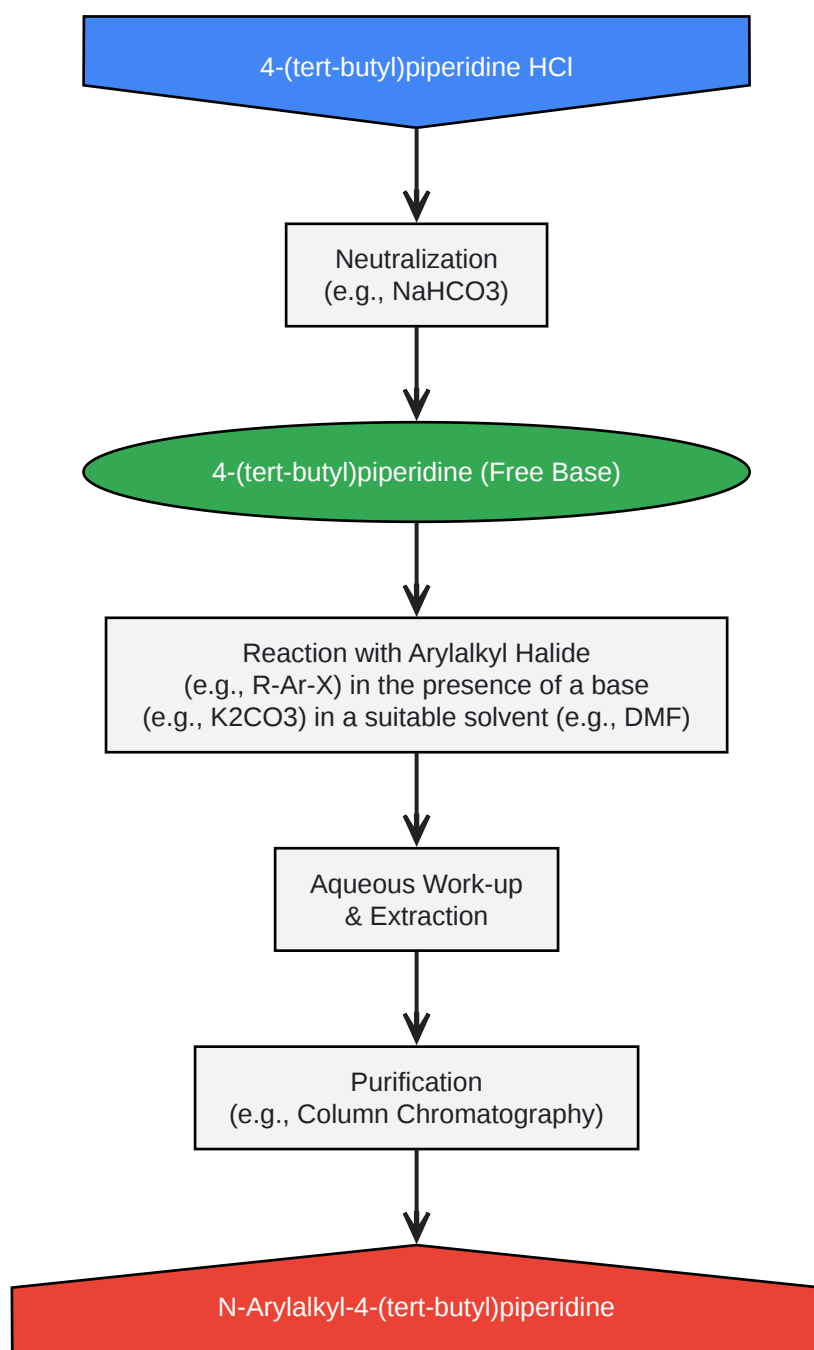 4-(tert-butyl)piperidine HCl
Neutralization
(e.g., NaHCO3)
4-(tert-butyl)piperidine (Free Base)
Reaction with Arylalkyl Halide
(e.g., R-Ar-X) in the presence of a base
(e.g., K2CO3) in a suitable solvent (e.g., DMF)
Aqueous Work-up
& Extraction
Purification
(e.g., Column Chromatography)
N-Arylalkyl-4-(tert-butyl)piperidine